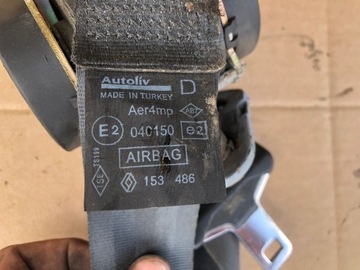 Autoliv D
MADE IN TURKEY
Aer4mp
E2 040150 e2
AIRBAG
153 486